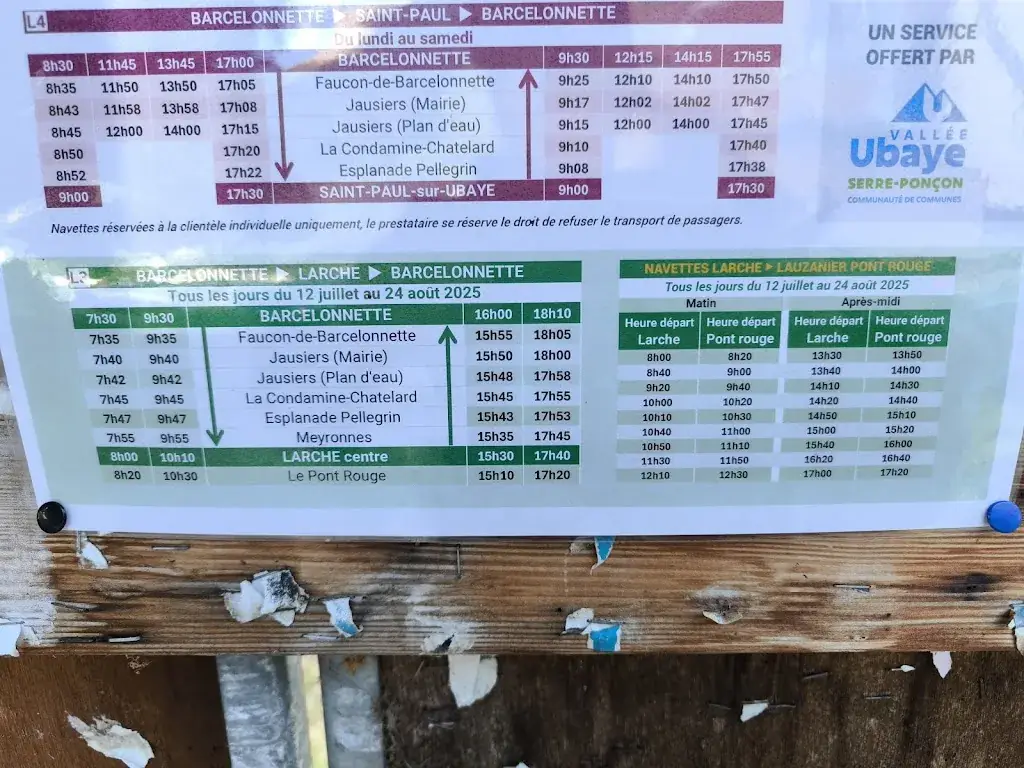 L4 BARCELONNETTE ▶ SAINT-PAUL ▶ BARCELONNETTE
Du lundi au samedi
8h30 11h45 13h45 17h00 BARCELONNETTE 9h30 12h15 14h15 17h55
8h35 11h50 13h50 17h05 Faucon-de-Barcelonnette 9h25 12h10 14h10 17h50
8h43 11h58 13h58 17h08 Jausiers (Mairie) 9h17 12h02 14h02 17h47
8h45 12h00 14h00 17h15 Jausiers (Plan d'eau) 9h15 12h00 14h00 17h45
8h50 17h20 La Condamine-Chatelard 9h10 17h40
8h52 17h22 Esplanade Pellegrin 9h08 17h38
9h00 17h30 SAINT-PAUL-sur-UBAYE 9h00 17h30
Navettes réservées à la clientèle individuelle uniquement, le prestataire se réserve le droit de refuser le transport de passagers.
UN SERVICE
OFFERT PAR
VALLÉE
Ubaye
SERRE-PONÇON
COMMUNAUTÉ DE COMMUNES
L3 BARCELONNETTE ▶ LARCHE ▶ BARCELONNETTE
Tous les jours du 12 juillet au 24 août 2025
7h30 9h30 BARCELONNETTE 16h00 18h10
7h35 9h35 Faucon-de-Barcelonnette 15h55 18h05
7h40 9h40 Jausiers (Mairie) 15h50 18h00
7h42 9h42 Jausiers (Plan d'eau) 15h48 17h58
7h45 9h45 La Condamine-Chatelard 15h45 17h55
7h47 9h47 Esplanade Pellegrin 15h43 17h53
7h55 9h55 Meyronnes 15h35 17h45
8h00 10h10 LARCHE centre 15h30 17h40
8h20 10h30 Le Pont Rouge 15h10 17h20
NAVETTES LARCHE ▶ LAUZANIER PONT ROUGE
Tous les jours du 12 juillet au 24 août 2025
Matin Après-midi
Heure départ Heure départ Heure départ Heure départ
Larche Pont rouge Larche Pont rouge
8h00 8h20 13h30 13h50
8h40 9h00 13h40 14h00
9h20 9h40 14h10 14h30
10h00 10h20 14h20 14h40
10h10 10h30 14h50 15h10
10h40 11h00 15h00 15h20
10h50 11h10 15h40 16h00
11h30 11h50 16h20 16h40
12h10 12h30 17h00 17h20